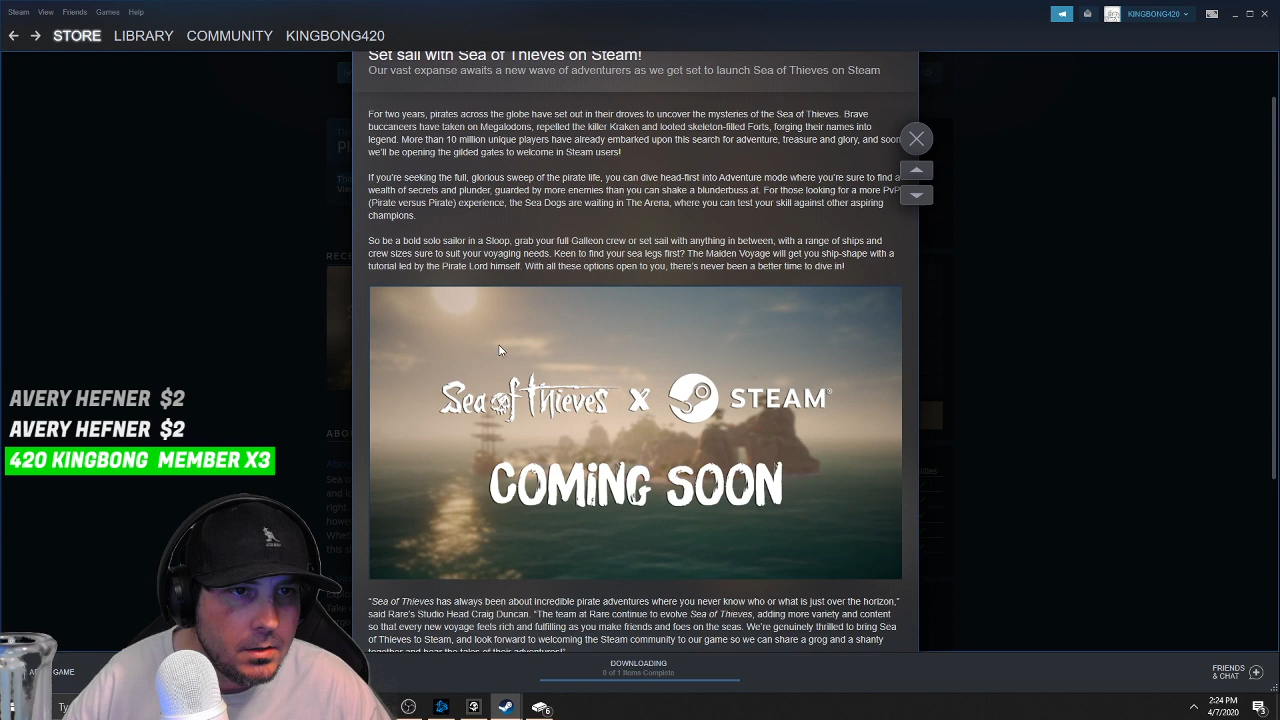 Steam View Friends Games Help
KINGBONG420
STORE LIBRARY COMMUNITY KINGBONG420
Set sail with Sea of Thieves on Steam!
Our vast expanse awaits a new wave of adventurers as we get set to launch Sea of Thieves on Steam
For two years, pirates across the globe have set out in their droves to uncover the mysteries of the Sea of Thieves. Brave
buccaneers have taken on Megalodons, repelled the killer Kraken and looted skeleton-filled Forts, forging their names into
legend. More than 10 million unique players have already embarked upon this search for adventure, treasure and glory, and soon
we'll be opening the gilded gates to welcome in Steam users!
If you're seeking the full, glorious sweep of the pirate life, you can dive head-first into Adventure mode where you're sure to find a
wealth of secrets and plunder, guarded by more enemies than you can shake a blunderbuss at. For those looking for a more PvP
(Pirate versus Pirate) experience, the Sea Dogs are waiting in The Arena, where you can test your skill against other aspiring
champions.
So be a bold solo sailor in a Sloop, grab your full Galleon crew or set sail with anything in between, with a range of ships and
crew sizes sure to suit your voyaging needs. Keen to find your sea legs first? The Maiden Voyage will get you ship-shape with a
tutorial led by the Pirate Lord himself. With all these options open to you, there's never been a better time to dive in!
Sea of Thieves X STEAM®
COMING SOON
AVERY HEFNER $2
AVERY HEFNER $2
420 KINGBONG MEMBER X3
"Sea of Thieves has always been about incredible pirate adventures where you never know who or what is just over the horizon,"
said Rare's Studio Head Craig Duncan. "The team at Rare continue to evolve Sea of Thieves, adding more variety and content
so that every new voyage feels rich and fulfilling as you make friends and foes on the seas. We're genuinely thrilled to bring Sea
of Thieves to Steam, and look forward to welcoming the Steam community to our game so we can share a grog and a shanty
together and hear the tales of their adventures!"
GAME
DOWNLOADING
0 of 1 Items Complete
FRIENDS
& CHAT
2:24 PM
4/7/2020